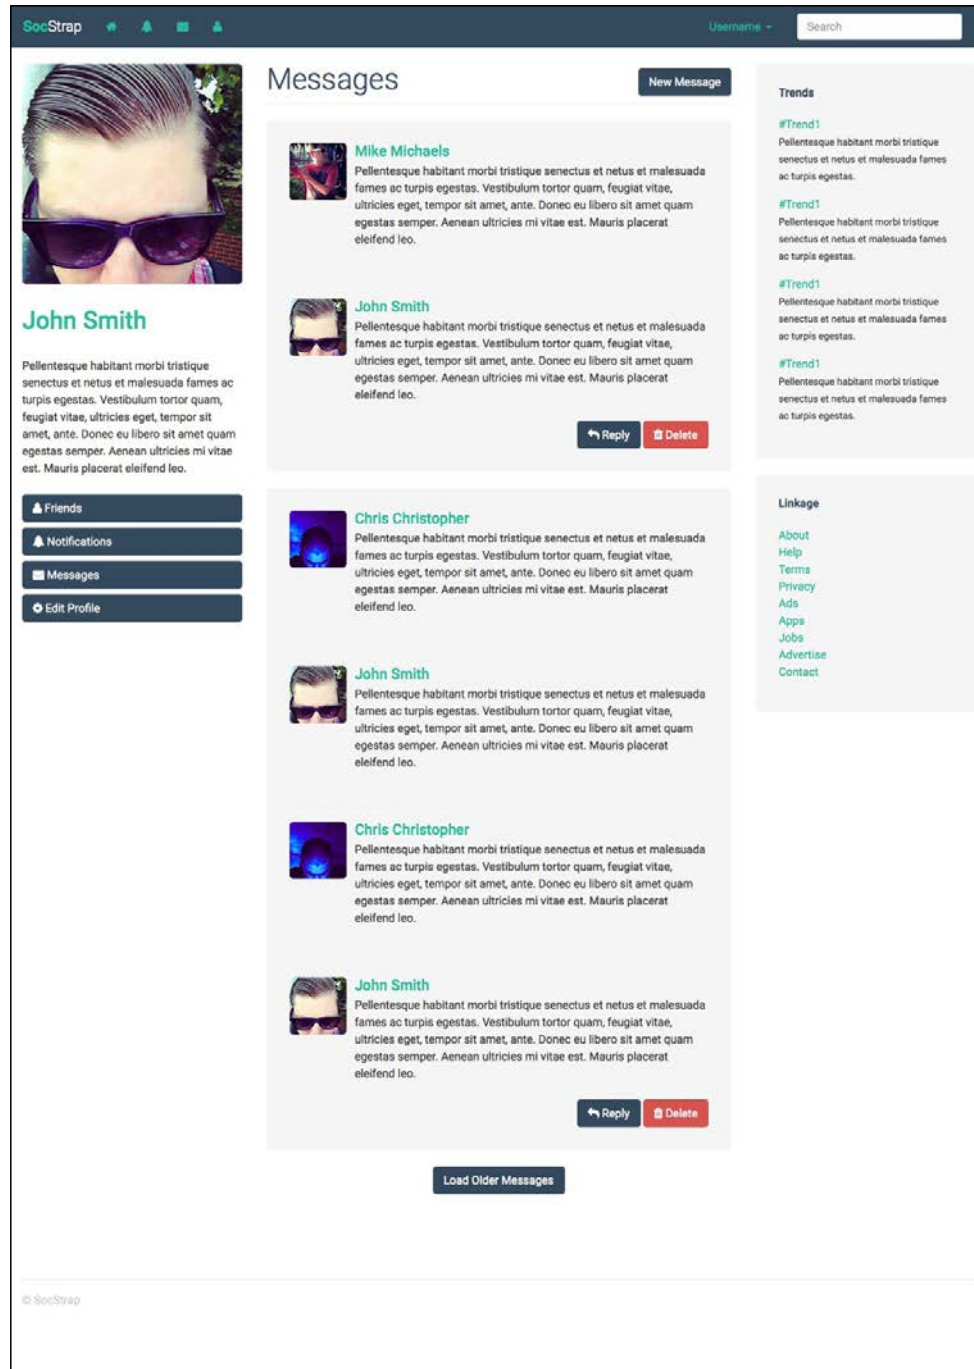 SocStrap
Username
Search
John Smith
Pellentesque habitant morbi tristique
senectus et netus et malesuada fames ac
turpis egestas. Vestibulum tortor quam,
feugiat vitae, ultricies eget, tempor sit
amet, ante. Donec eu libero sit amet quam
egestas semper. Aenean ultricies mi vitae
est. Mauris placerat eleifend leo.
Friends
Notifications
Messages
Edit Profile
Messages
New Message
Mike Michaels
Pellentesque habitant morbi tristique senectus et netus et malesuada
fames ac turpis egestas. Vestibulum tortor quam, feugiat vitae,
ultricies eget, tempor sit amet, ante. Donec eu libero sit amet quam
egestas semper. Aenean ultricies mi vitae est. Mauris placerat
eleifend leo.
John Smith
Pellentesque habitant morbi tristique senectus et netus et malesuada
fames ac turpis egestas. Vestibulum tortor quam, feugiat vitae,
ultricies eget, tempor sit amet, ante. Donec eu libero sit amet quam
egestas semper. Aenean ultricies mi vitae est. Mauris placerat
eleifend leo.
Reply
Delete
Chris Christopher
Pellentesque habitant morbi tristique senectus et netus et malesuada
fames ac turpis egestas. Vestibulum tortor quam, feugiat vitae,
ultricies eget, tempor sit amet, ante. Donec eu libero sit amet quam
egestas semper. Aenean ultricies mi vitae est. Mauris placerat
eleifend leo.
John Smith
Pellentesque habitant morbi tristique senectus et netus et malesuada
fames ac turpis egestas. Vestibulum tortor quam, feugiat vitae,
ultricies eget, tempor sit amet, ante. Donec eu libero sit amet quam
egestas semper. Aenean ultricies mi vitae est. Mauris placerat
eleifend leo.
Chris Christopher
Pellentesque habitant morbi tristique senectus et netus et malesuada
fames ac turpis egestas. Vestibulum tortor quam, feugiat vitae,
ultricies eget, tempor sit amet, ante. Donec eu libero sit amet quam
egestas semper. Aenean ultricies mi vitae est. Mauris placerat
eleifend leo.
John Smith
Pellentesque habitant morbi tristique senectus et netus et malesuada
fames ac turpis egestas. Vestibulum tortor quam, feugiat vitae,
ultricies eget, tempor sit amet, ante. Donec eu libero sit amet quam
egestas semper. Aenean ultricies mi vitae est. Mauris placerat
eleifend leo.
Reply
Delete
Load Older Messages
Trends
#Trend1
Pellentesque habitant morbi tristique
senectus et netus et malesuada fames
ac turpis egestas.
#Trend1
Pellentesque habitant morbi tristique
senectus et netus et malesuada fames
ac turpis egestas.
#Trend1
Pellentesque habitant morbi tristique
senectus et netus et malesuada fames
ac turpis egestas.
#Trend1
Pellentesque habitant morbi tristique
senectus et netus et malesuada fames
ac turpis egestas.
Linkage
About
Help
Terms
Privacy
Ads
Apps
Jobs
Advertise
Contact
© SocStrap